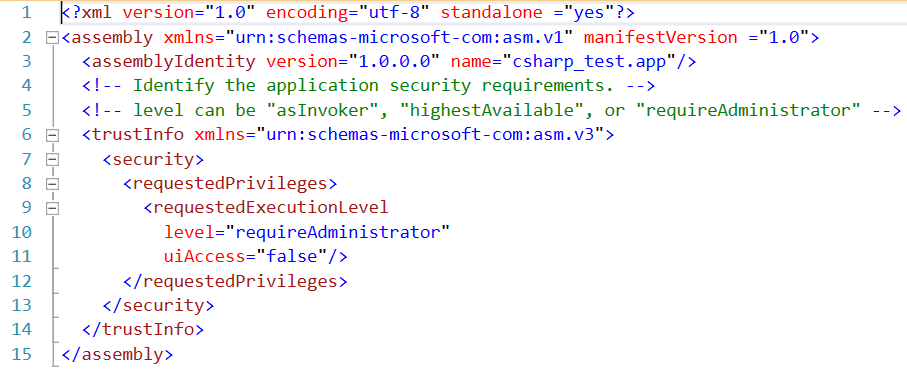 1 <?xml version="1.0" encoding="utf-8" standalone ="yes"?>
2 <assembly xmlns="urn:schemas-microsoft-com:asm.v1" manifestVersion ="1.0">
3 <assemblyIdentity version="1.0.0.0" name="csharp_test.app"/>
4 <!-- Identify the application security requirements. -->
5 <!-- level can be "asInvoker", "highestAvailable", or "requireAdministrator" -->
6 <trustInfo xmlns="urn:schemas-microsoft-com:asm.v3">
7 <security>
8 <requestedPrivileges>
9 <requestedExecutionLevel
10 level="requireAdministrator"
11 uiAccess="false"/>
12 </requestedPrivileges>
13 </security>
14 </trustInfo>
15 </assembly>